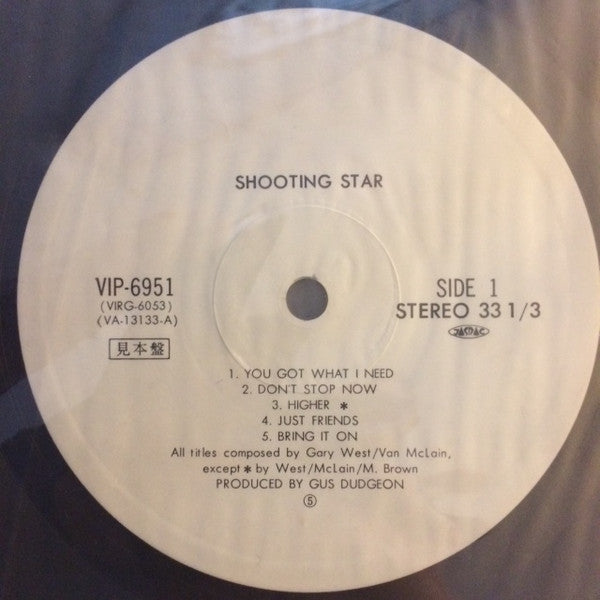 SHOOTING STAR
VIP-6951
(VIRG-6053)
(VA-13133-A)
見本盤
SIDE 1
STEREO 33 1/3
JASRAC
1. YOU GOT WHAT I NEED
2. DON'T STOP NOW
3. HIGHER *
4. JUST FRIENDS
5. BRING IT ON
All titles composed by Gary West/Van McLain,
except * by West/McLain/M. Brown
PRODUCED BY GUS DUDGEON
⑤